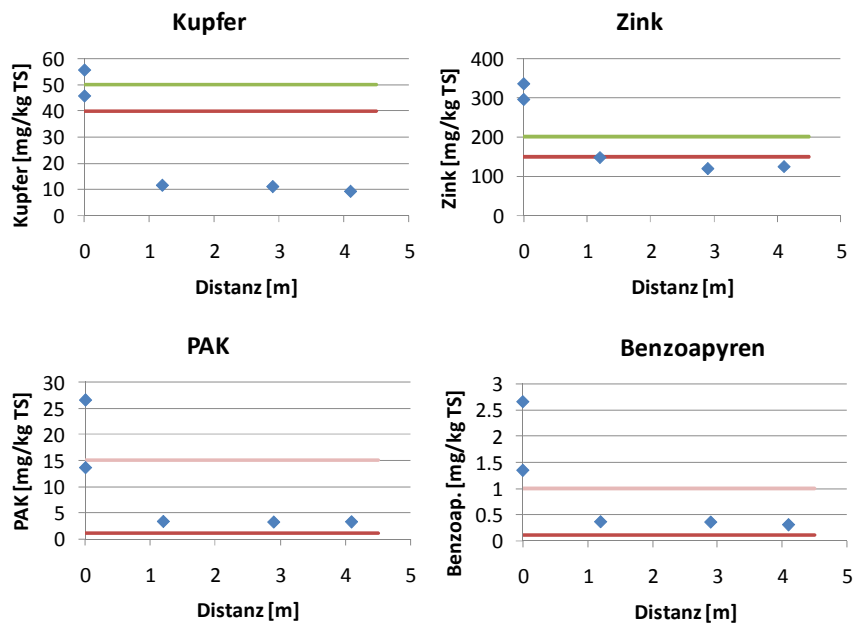 Kupfer
Kupfer [mg/kg TS]
60
50
40
30
20
10
0
0 1 2 3 4 5
Distanz [m]
Zink
Zink [mg/kg TS]
400
300
200
100
0
0 1 2 3 4 5
Distanz [m]
PAK
PAK [mg/kg TS]
30
25
20
15
10
5
0
0 1 2 3 4 5
Distanz [m]
Benzoapyren
Benzoap. [mg/kg TS]
3
2.5
2
1.5
1
0.5
0
0 1 2 3 4 5
Distanz [m]